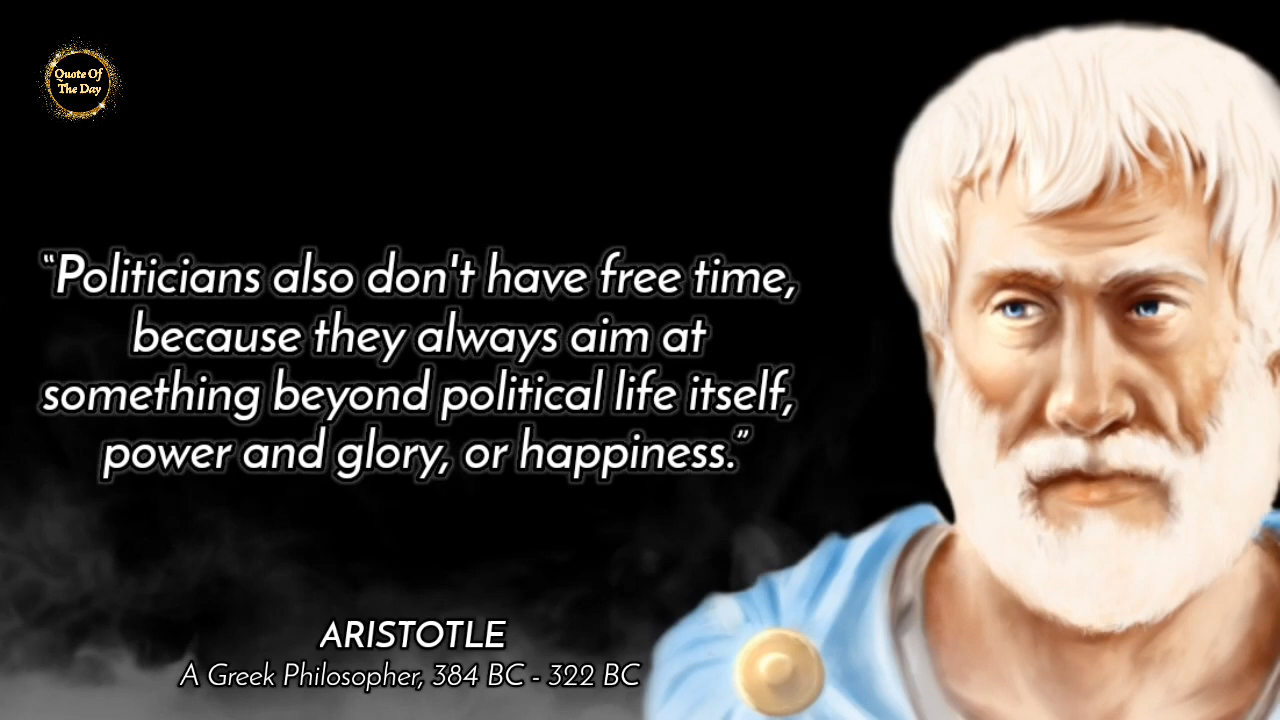 Quote Of
The Day
“Politicians also don't have free time,
because they always aim at
something beyond political life itself,
power and glory, or happiness.”
ARISTOTLE
A Greek Philosopher, 384 BC - 322 BC